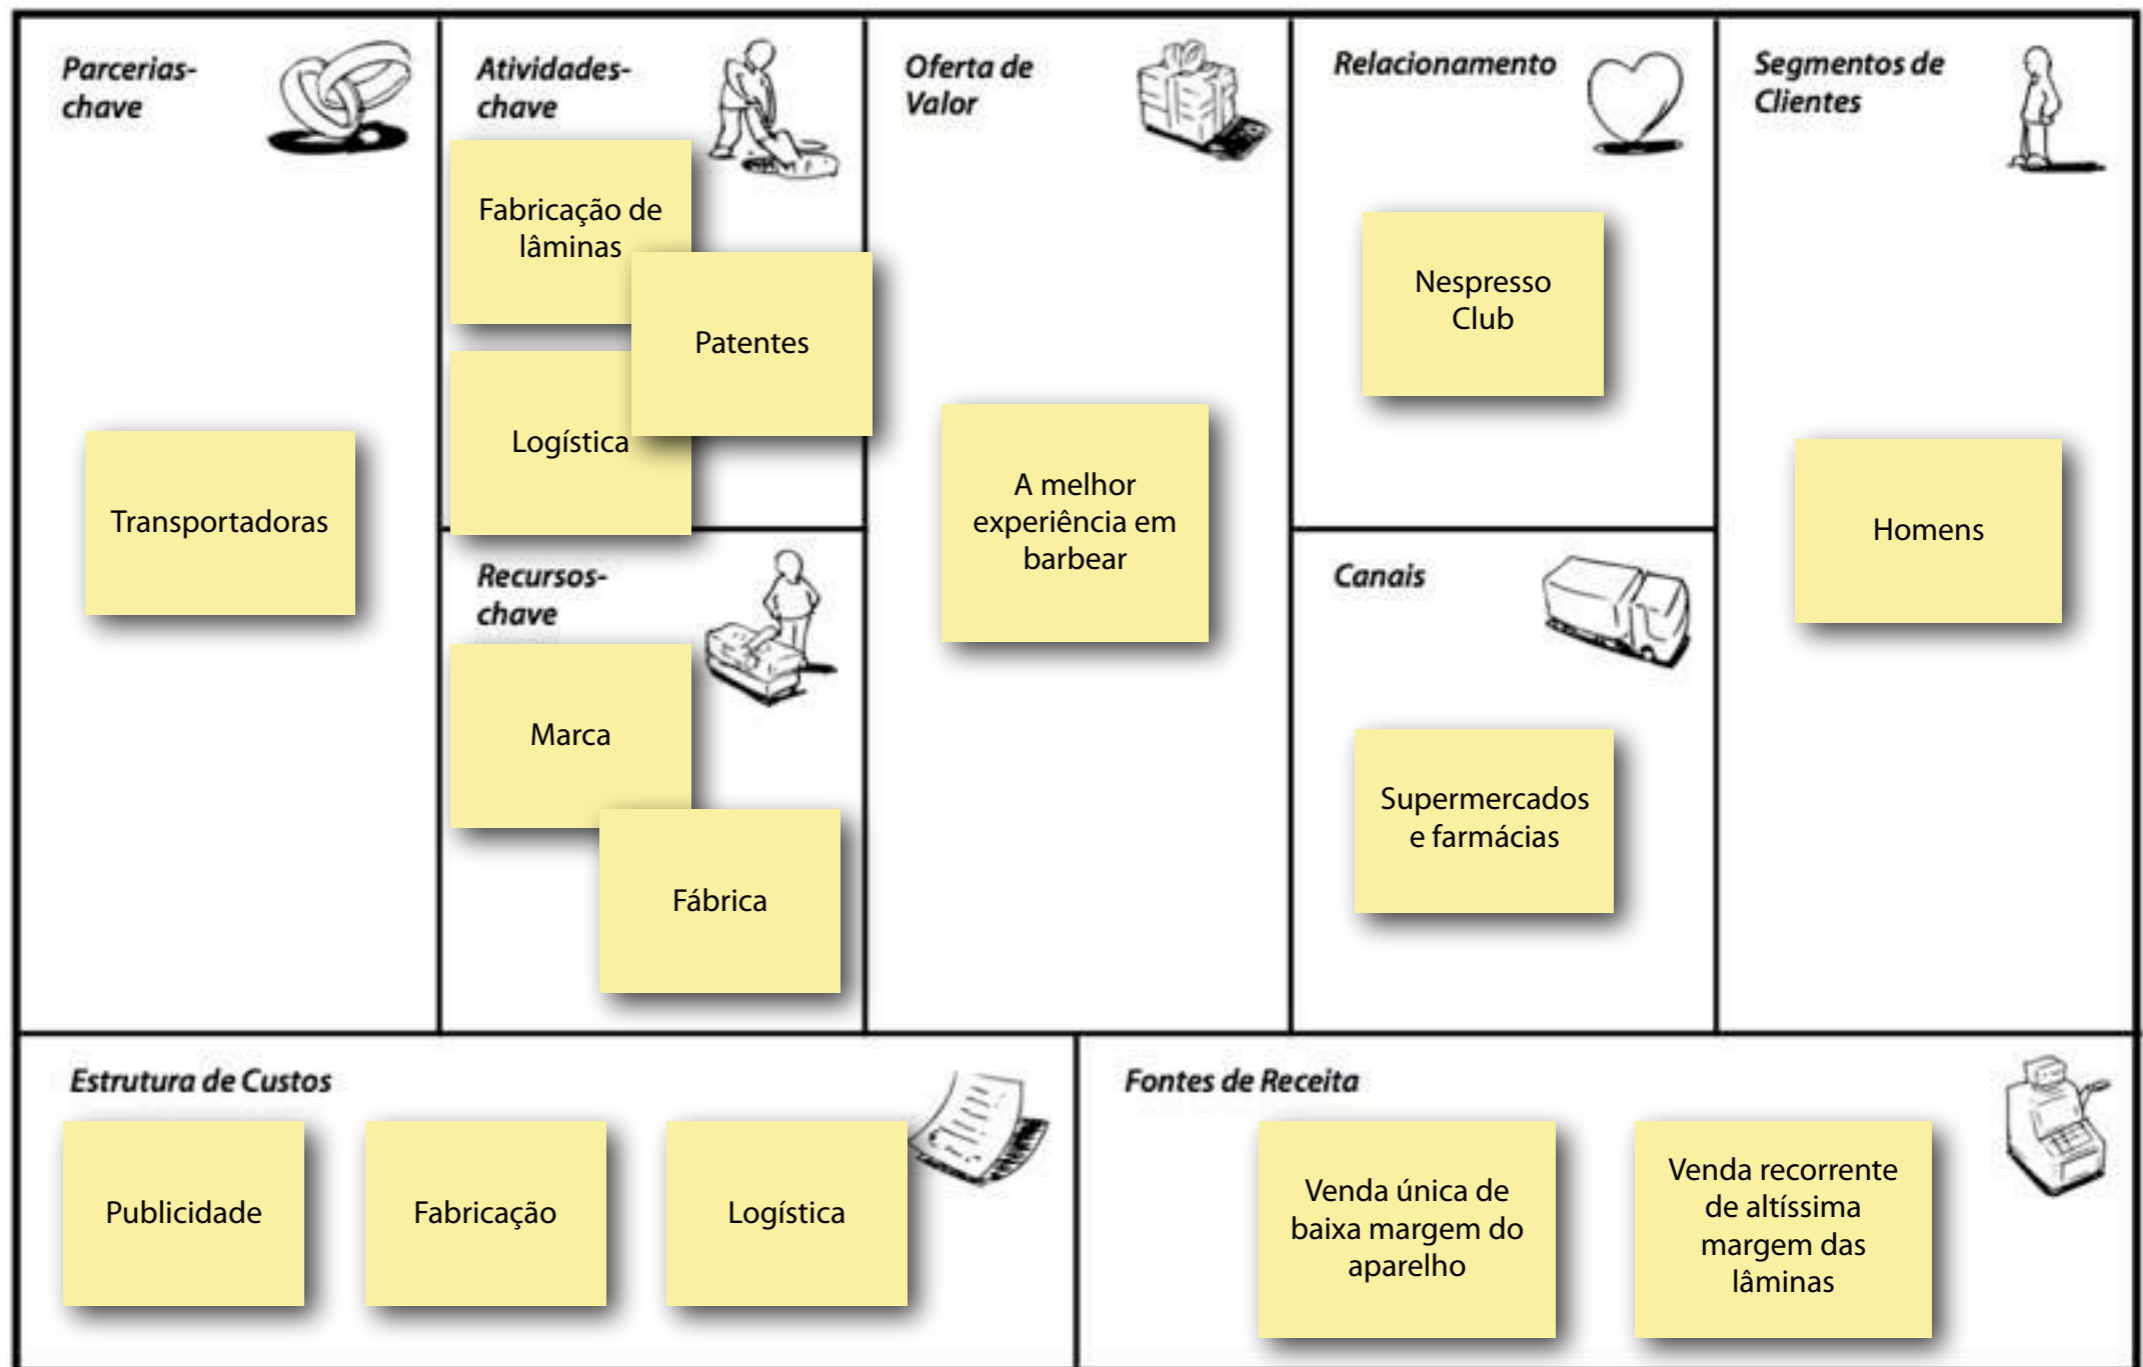 Parcerias-
chave
Transportadoras
Atividades-
chave
Fabricação de
lâminas
Patentes
Logística
Recursos-
chave
Marca
Fábrica
Oferta de
Valor
A melhor
experiência em
barbear
Relacionamento
Nespresso
Club
Canais
Supermercados
e farmácias
Segmentos de
Clientes
Homens
Estrutura de Custos
Publicidade
Fabricação
Logística
Fontes de Receita
Venda única de
baixa margem do
aparelho
Venda recorrente
de altíssima
margem das
lâminas